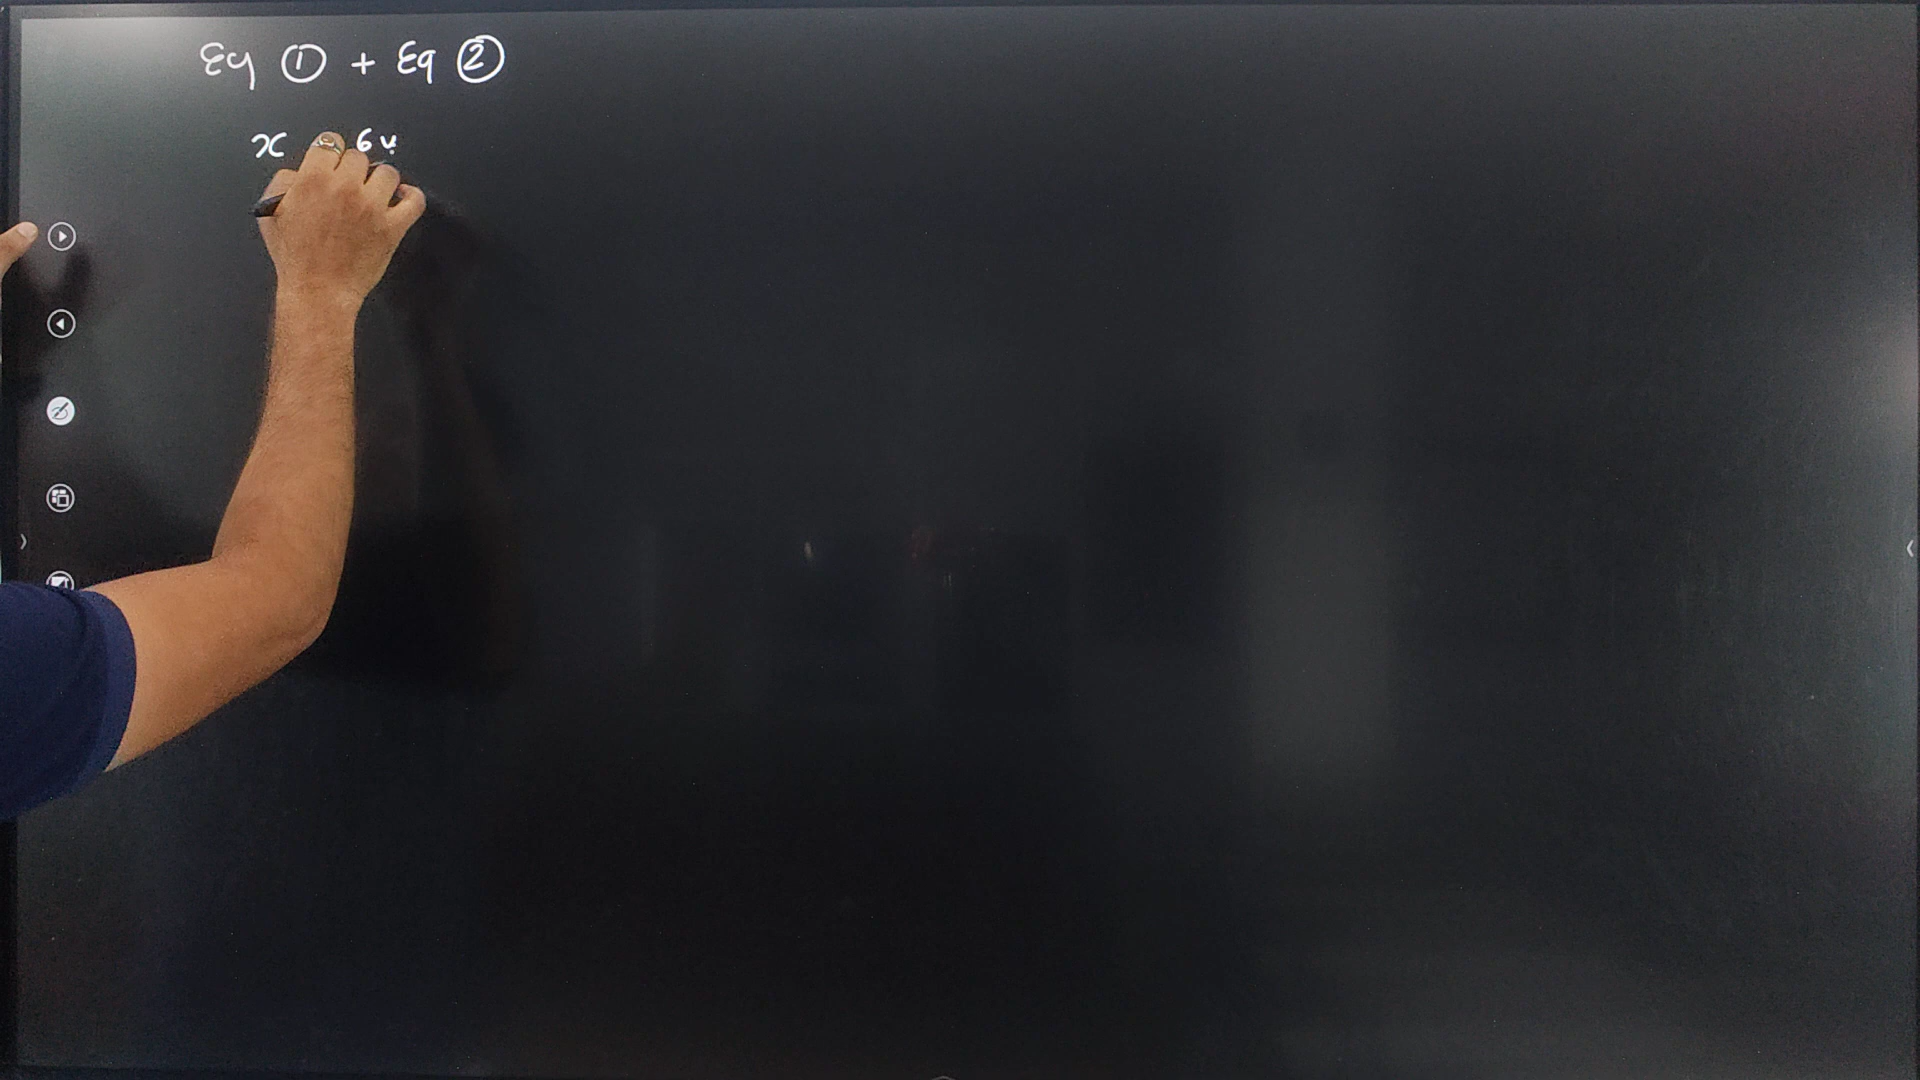 Eq ① + Eq ②
x 6y